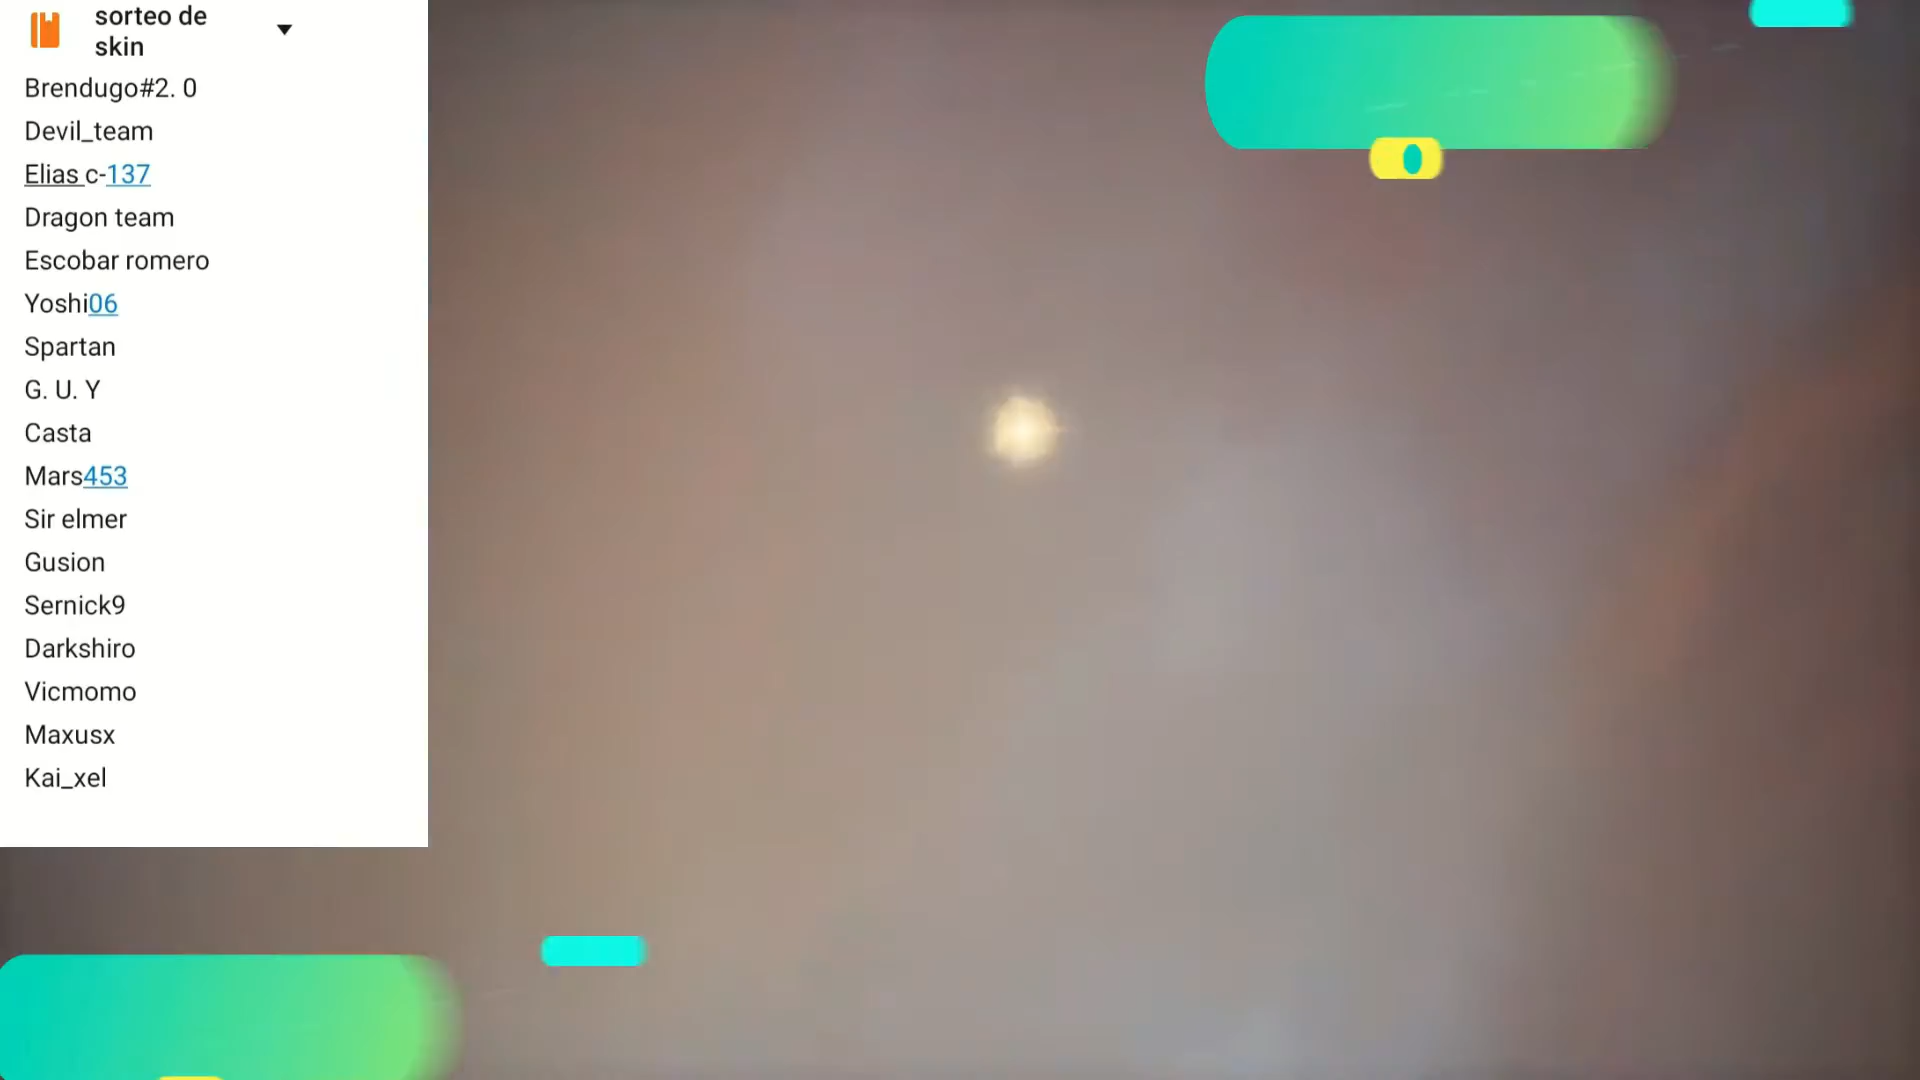 sorteo de
skin
Brendugo#2. 0
Devil_team
Elias c-137
Dragon team
Escobar romero
Yoshi06
Spartan
G. U. Y
Casta
Mars453
Sir elmer
Gusion
Sernick9
Darkshiro
Vicmomo
Maxusx
Kai_xel